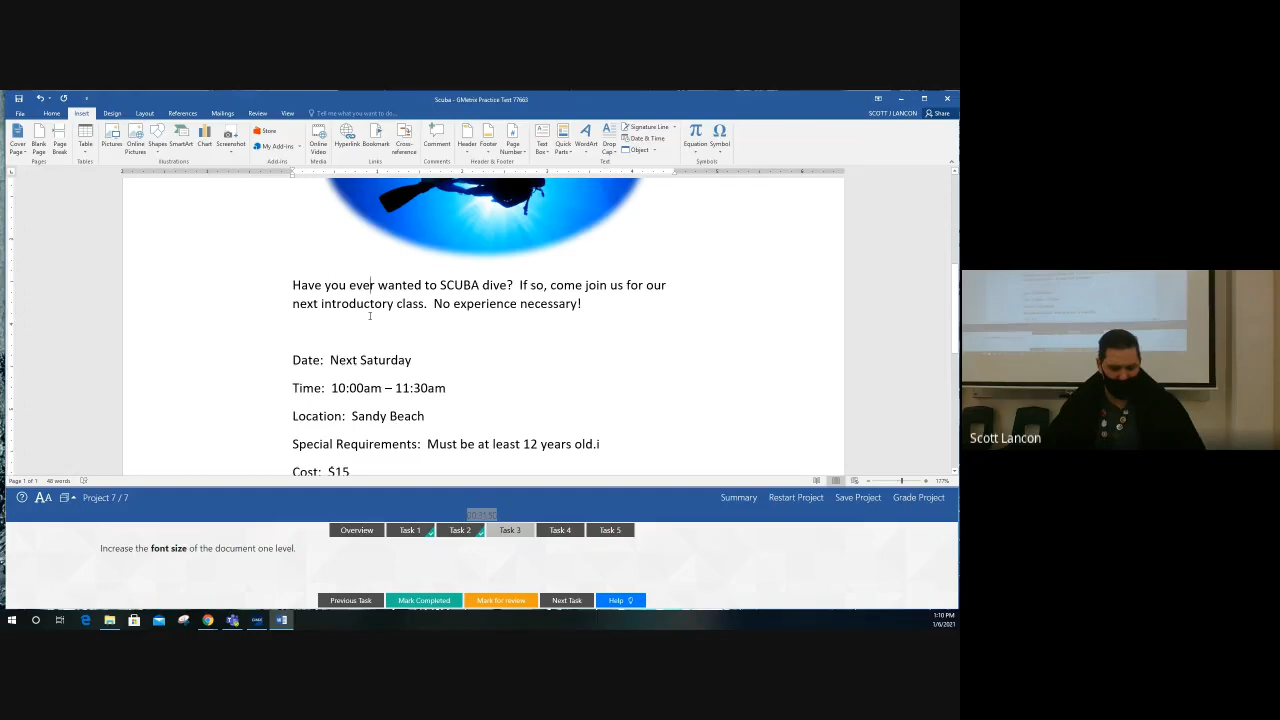 Scuba - GMetrix Practice Test 77663
SCOTT J LANCON
Share
File Home Insert Design Layout References Mailings Review View Tell me what you want to do...
Cover Page
Blank Page
Page Break
Table
Pictures
Online Pictures
Shapes
SmartArt
Chart
Screenshot
Store
My Add-ins
Online Video
Hyperlink
Bookmark
Cross-reference
Comment
Header
Footer
Page Number
Text Box
Quick Parts
WordArt
Drop Cap
Signature Line
Date & Time
Object
Equation
Symbol
Pages Tables Illustrations Add-ins Media Links Comments Header & Footer Text Symbols
Have you ever wanted to SCUBA dive? If so, come join us for our
next introductory class. No experience necessary!
Date: Next Saturday
Time: 10:00am – 11:30am
Location: Sandy Beach
Special Requirements: Must be at least 12 years old.i
Cost: $15
Page 1 of 1 48 words
177%
Project 7 / 7
Summary Restart Project Save Project Grade Project
Overview Task 1 Task 2 Task 3 Task 4 Task 5
Increase the font size of the document one level.
Previous Task Mark Completed Mark for review Next Task Help
1:10 PM
1/6/2021
Scott Lancon